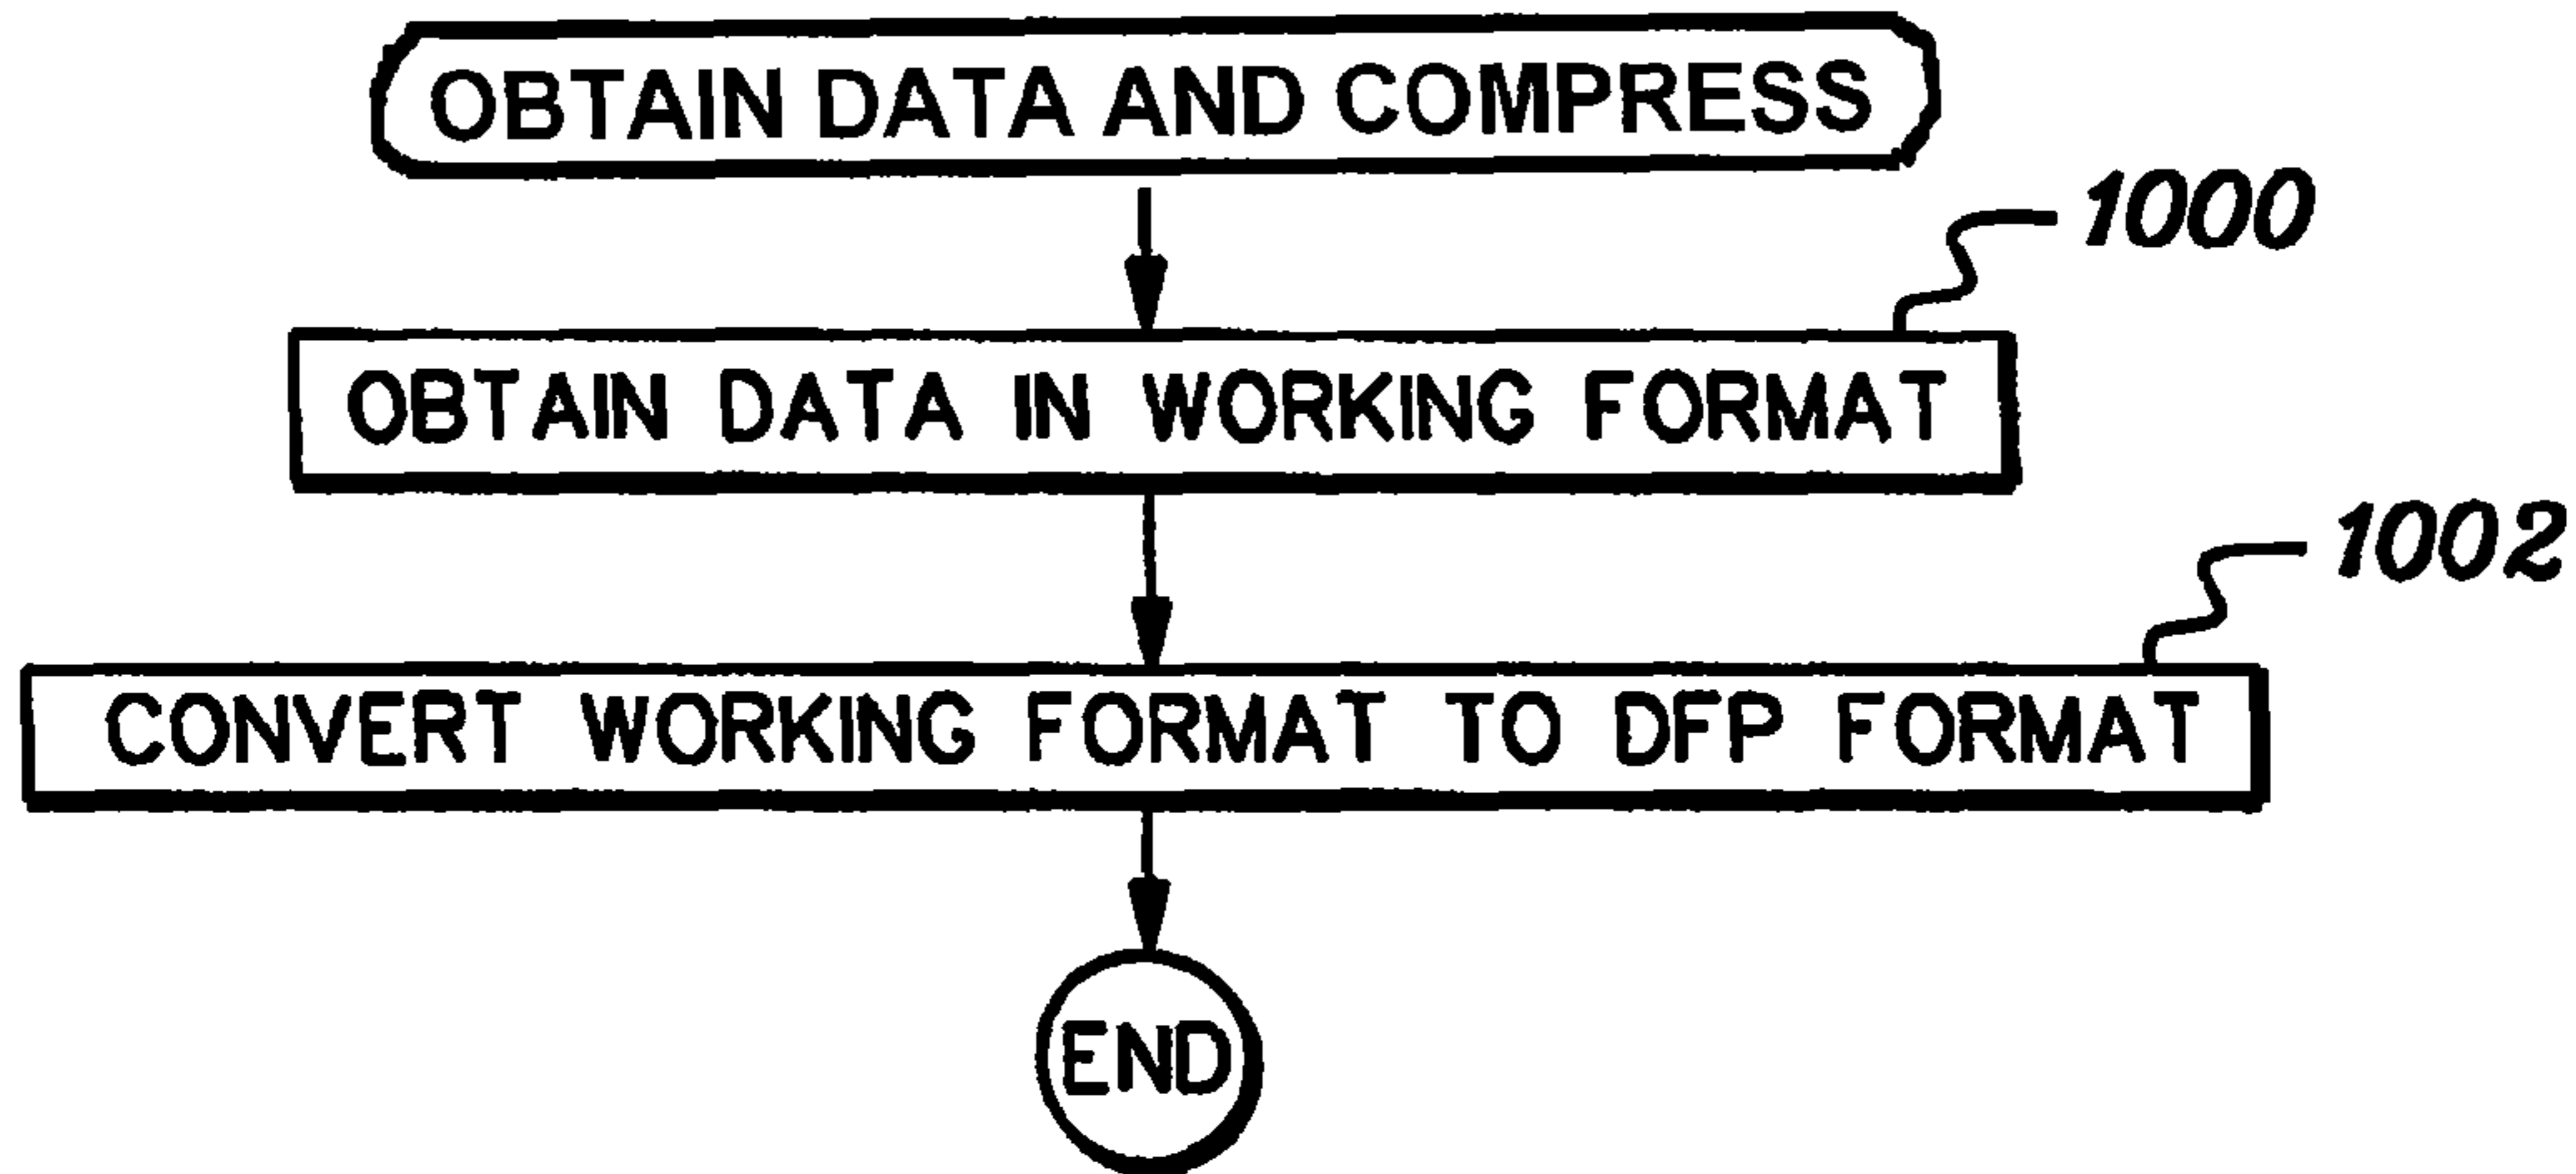 OBTAIN DATA AND COMPRESS
1000
OBTAIN DATA IN WORKING FORMAT
1002
CONVERT WORKING FORMAT TO DFP FORMAT
END